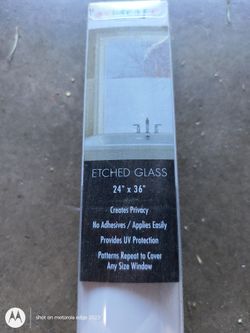 ETCHED GLASS
24" x 36"
Creates Privacy
No Adhesives / Applies Easily
Provides UV Protection
Patterns Repeat to Cover
Any Size Window
shot on motorola edge 2022